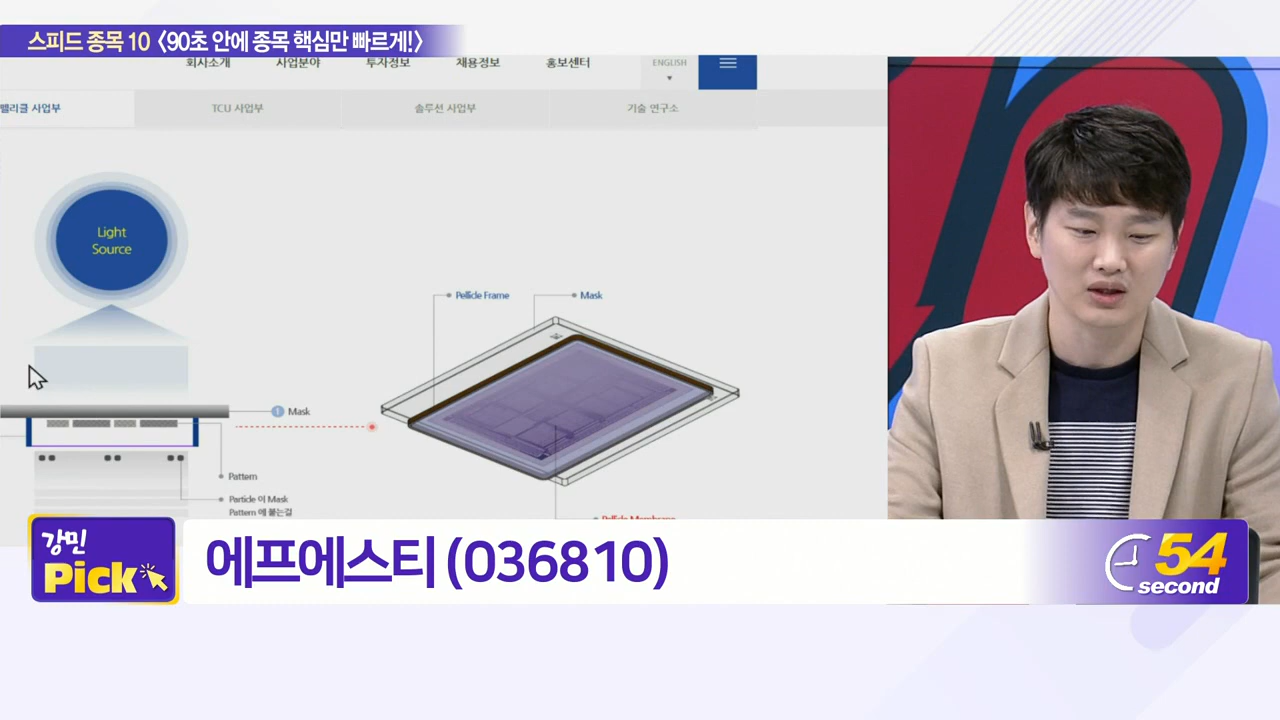 스피드 종목 10 <90초 안에 종목 핵심만 빠르게!>
회사소개 사업분야 투자정보 채용정보 홍보센터 ENGLISH
펠리클 사업부 TCU 사업부 솔루션 사업부 기술 연구소
Light
Source
Pellicle Frame Mask
1 Mask
Pattern
Particle 이 Mask
Pattern 에 붙는걸
Pellicle Membrane
강민
Pick
에프에스티 (036810)
54
second